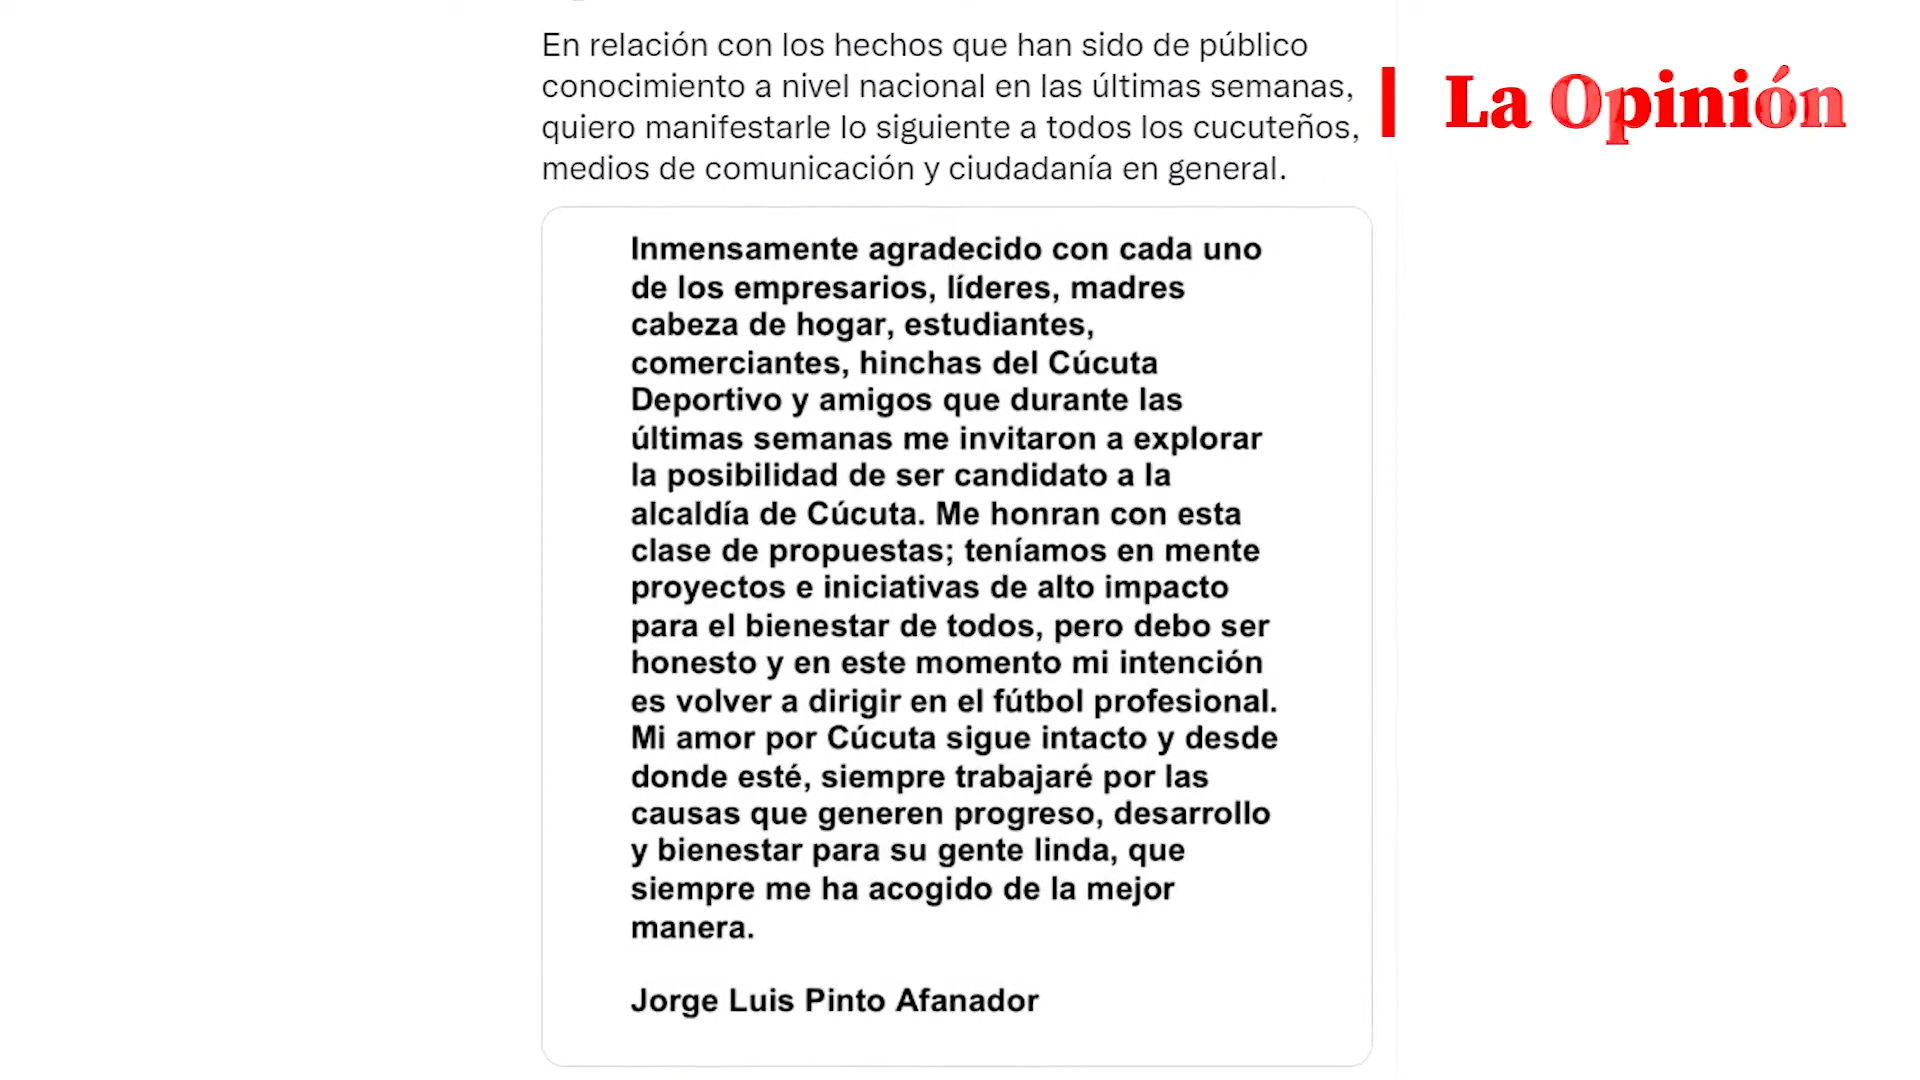 En relación con los hechos que han sido de público
conocimiento a nivel nacional en las últimas semanas,
quiero manifestarle lo siguiente a todos los cucuteños,
medios de comunicación y ciudadanía en general.
La Opinión
Inmensamente agradecido con cada uno
de los empresarios, líderes, madres
cabeza de hogar, estudiantes,
comerciantes, hinchas del Cúcuta
Deportivo y amigos que durante las
últimas semanas me invitaron a explorar
la posibilidad de ser candidato a la
alcaldía de Cúcuta. Me honran con esta
clase de propuestas; teníamos en mente
proyectos e iniciativas de alto impacto
para el bienestar de todos, pero debo ser
honesto y en este momento mi intención
es volver a dirigir en el fútbol profesional.
Mi amor por Cúcuta sigue intacto y desde
donde esté, siempre trabajaré por las
causas que generen progreso, desarrollo
y bienestar para su gente linda, que
siempre me ha acogido de la mejor
manera.
Jorge Luis Pinto Afanador